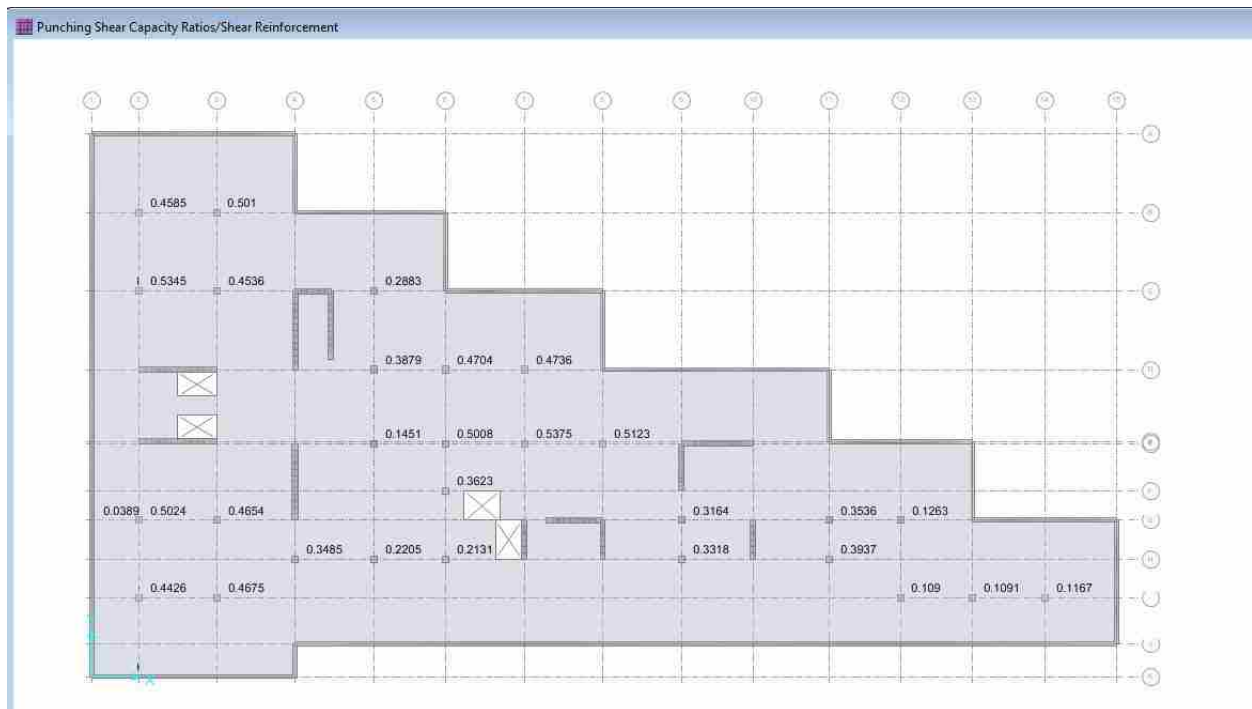 Punching Shear Capacity Ratios/Shear Reinforcement
0.4585 0.501
0.5345 0.4536 0.2883
0.3879 0.4704 0.4736
0.1451 0.5008 0.5375 0.5123
0.3623
0.0389 0.5024 0.4654 0.3164 0.3536 0.1263
0.3485 0.2205 0.2131 0.3318 0.3937
0.4426 0.4675 0.109 0.1091 0.1167
X